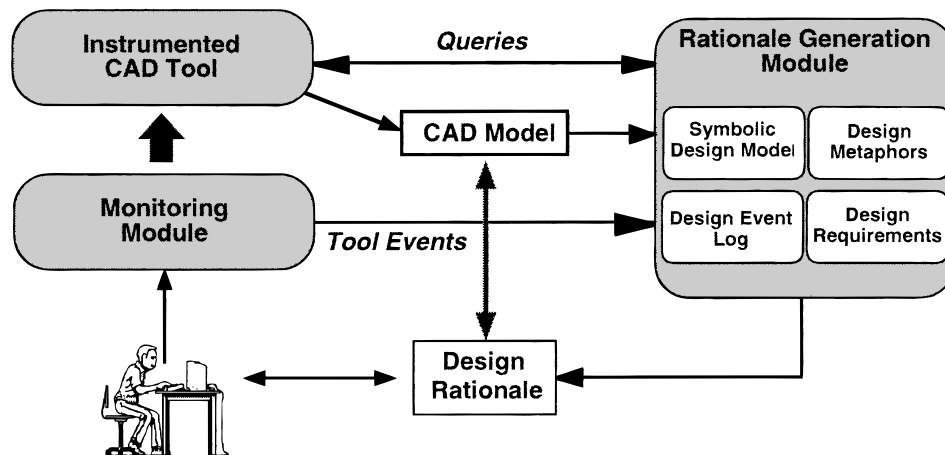 Instrumented
CAD Tool
Queries
Rationale Generation
Module
CAD Model
Symbolic
Design Model
Design
Metaphors
Monitoring
Module
Tool Events
Design Event
Log
Design
Requirements
Design
Rationale